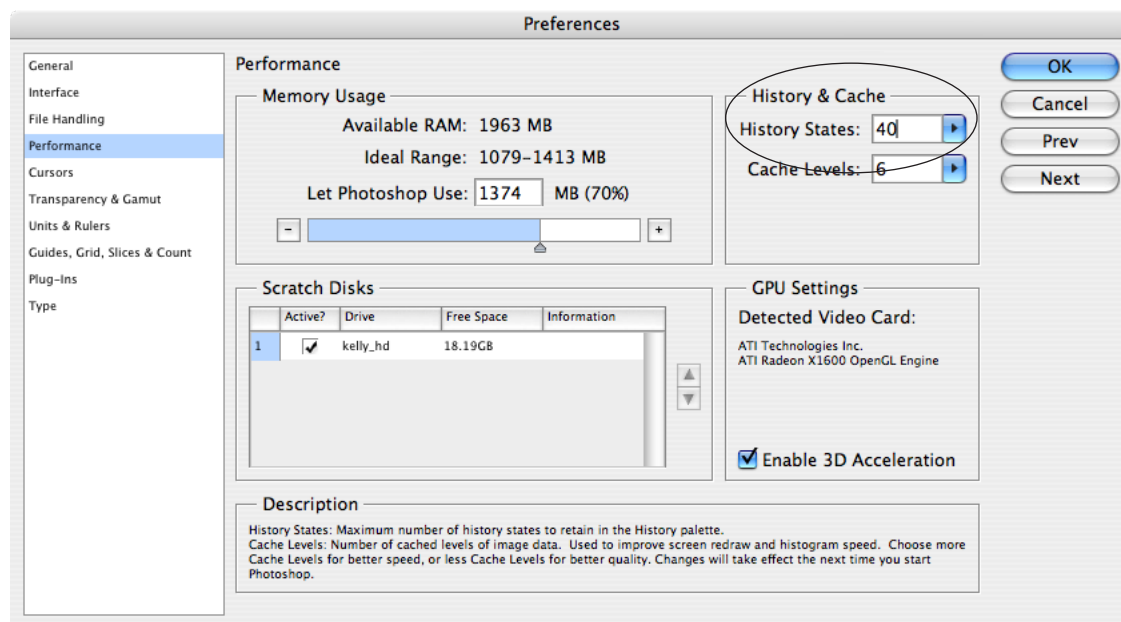 Preferences
General
Interface
File Handling
Performance
Cursors
Transparency & Gamut
Units & Rulers
Guides, Grid, Slices & Count
Plug-Ins
Type
Performance
Memory Usage
Available RAM: 1963 MB
Ideal Range: 1079-1413 MB
Let Photoshop Use: 1374 MB (70%)
- +
History & Cache
History States: 40
Cache Levels: 6
Scratch Disks
Active? Drive Free Space Information
1 kelly_hd 18.19GB
GPU Settings
Detected Video Card:
ATI Technologies Inc.
ATI Radeon X1600 OpenGL Engine
Enable 3D Acceleration
Description
History States: Maximum number of history states to retain in the History palette.
Cache Levels: Number of cached levels of image data. Used to improve screen redraw and histogram speed. Choose more
Cache Levels for better speed, or less Cache Levels for better quality. Changes will take effect the next time you start
Photoshop.
OK
Cancel
Prev
Next